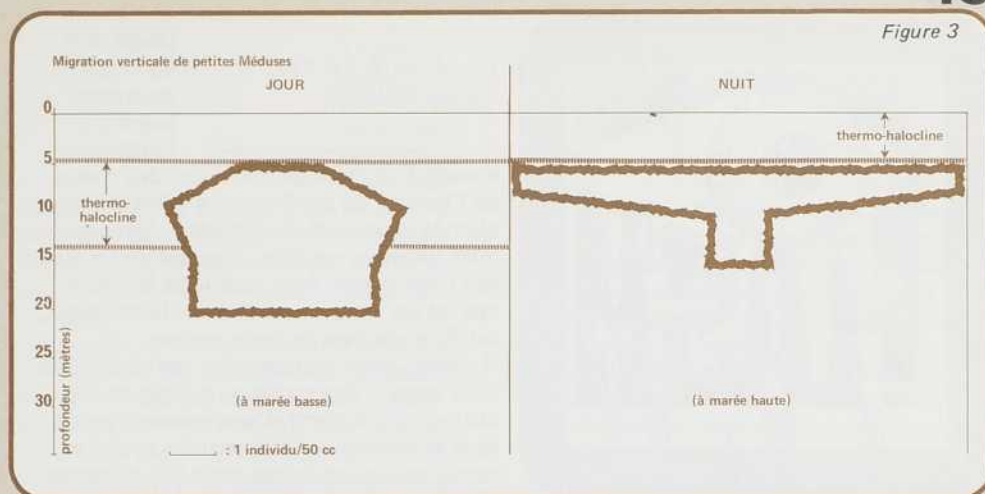 Figure 3
Migration verticale de petites Méduses
JOUR
NUIT
0
5
10
15
20
25
30
profondeur (mètres)
thermo-
halocline
thermo-halocline
(à marée basse)
(à marée haute)
: 1 individu/50 cc